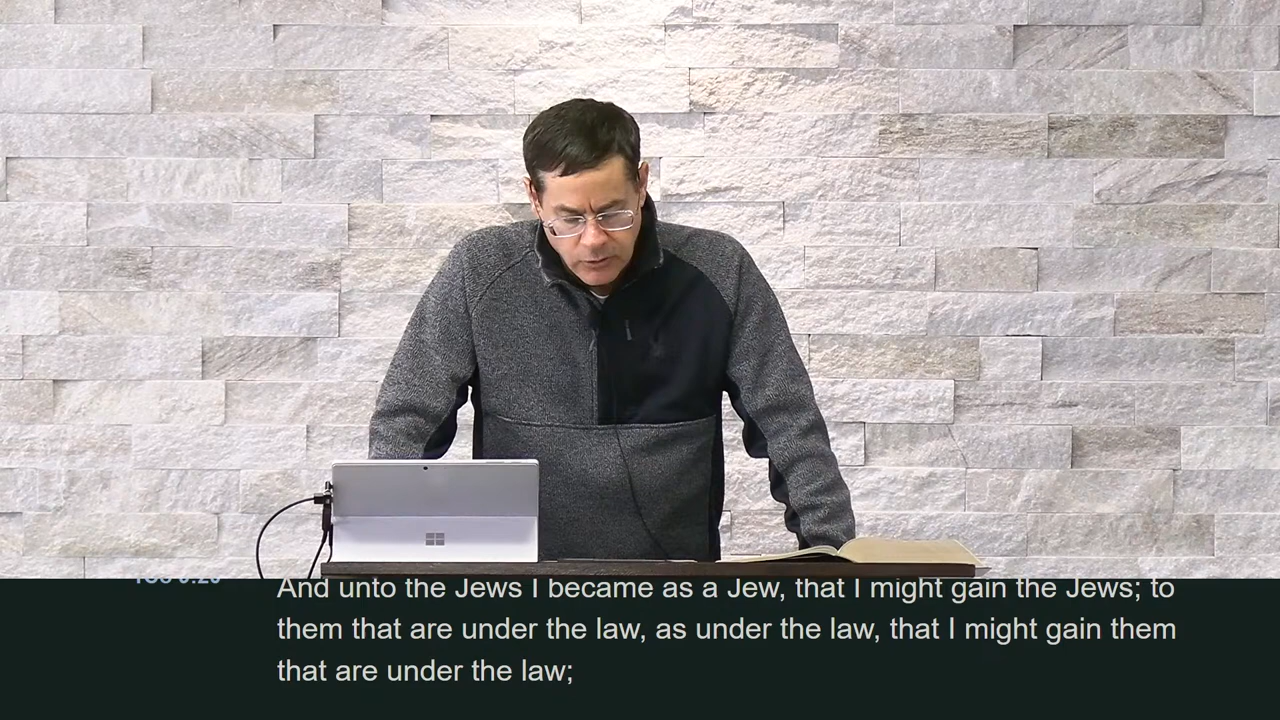 And unto the Jews I became as a Jew, that I might gain the Jews; to
them that are under the law, as under the law, that I might gain them
that are under the law;